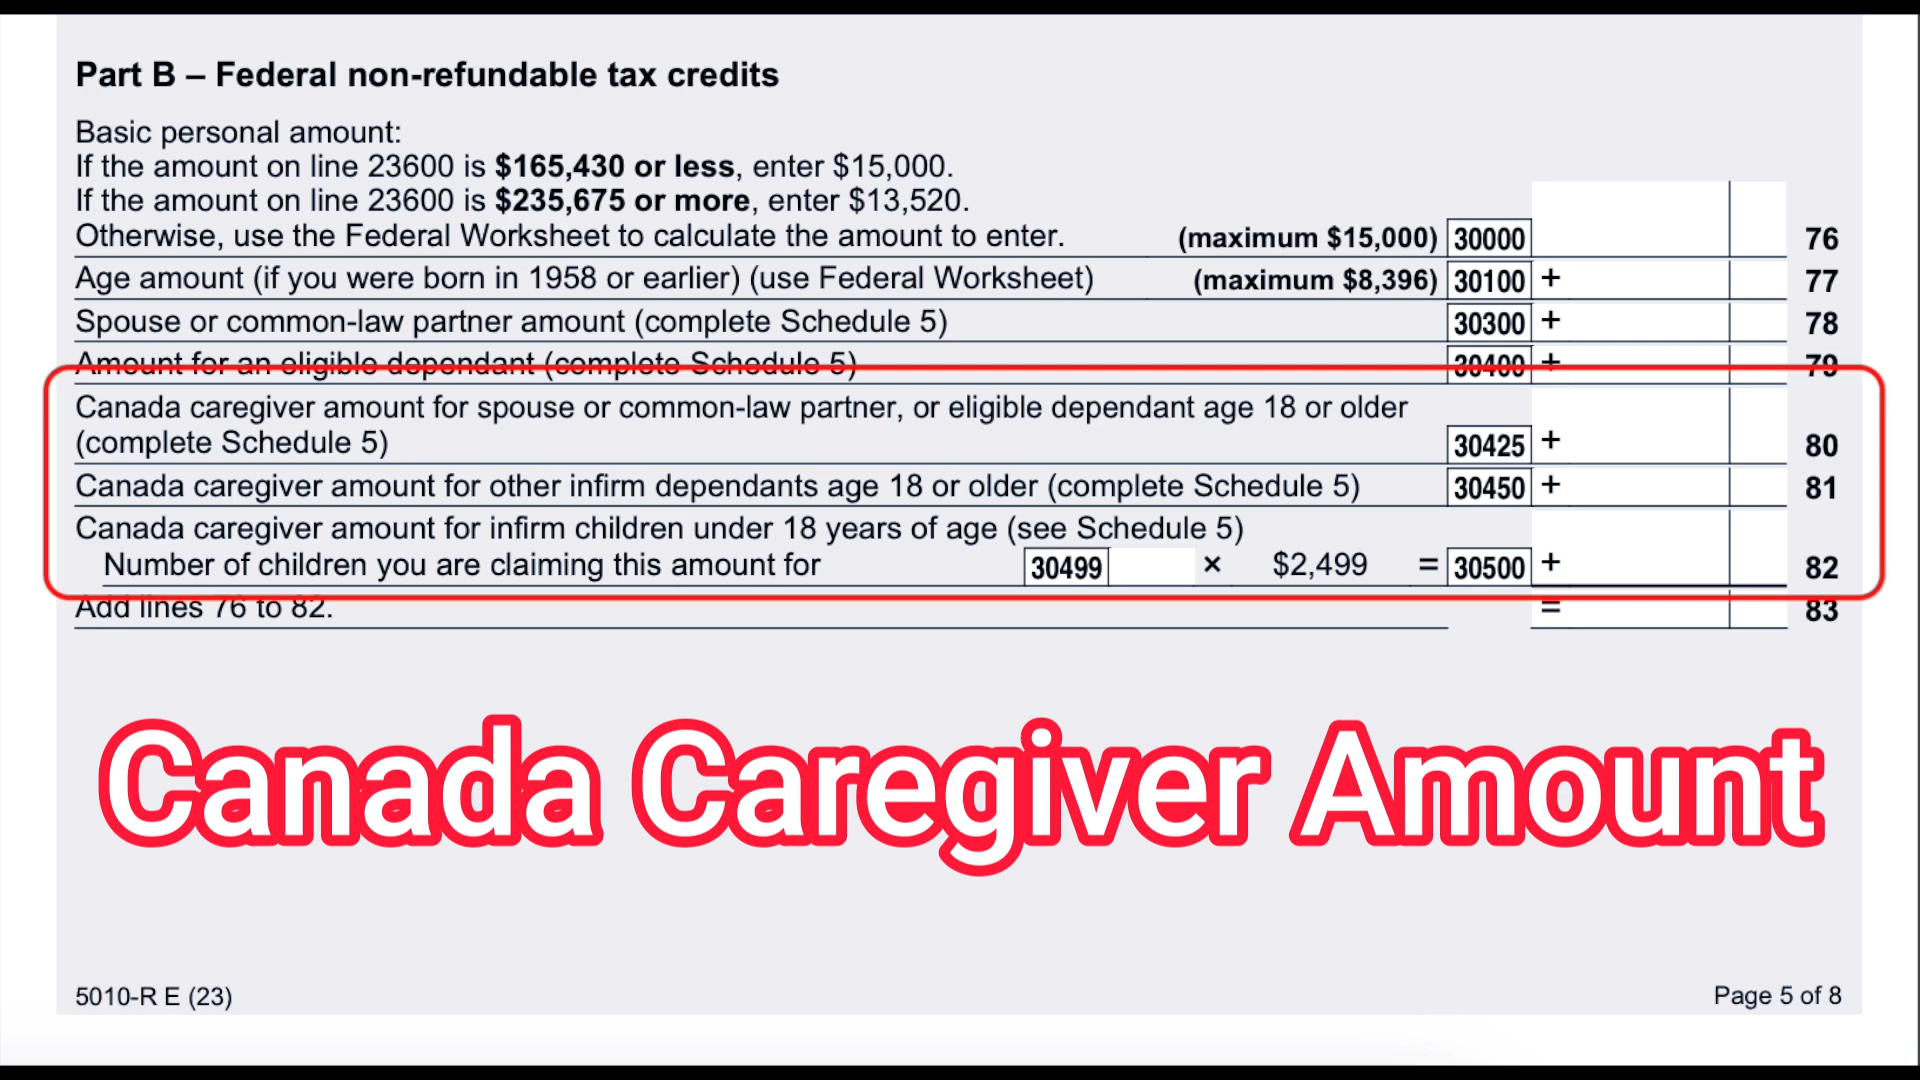 Part B – Federal non-refundable tax credits
Basic personal amount:
If the amount on line 23600 is $165,430 or less, enter $15,000.
If the amount on line 23600 is $235,675 or more, enter $13,520.
Otherwise, use the Federal Worksheet to calculate the amount to enter. (maximum $15,000) 30000 76
Age amount (if you were born in 1958 or earlier) (use Federal Worksheet) (maximum $8,396) 30100 + 77
Spouse or common-law partner amount (complete Schedule 5) 30300 + 78
Amount for an eligible dependant (complete Schedule 5) 30400 + 79
Canada caregiver amount for spouse or common-law partner, or eligible dependant age 18 or older
(complete Schedule 5) 30425 + 80
Canada caregiver amount for other infirm dependants age 18 or older (complete Schedule 5) 30450 + 81
Canada caregiver amount for infirm children under 18 years of age (see Schedule 5)
Number of children you are claiming this amount for 30499 × $2,499 = 30500 + 82
Add lines 76 to 82. = 83
Canada Caregiver Amount
5010-R E (23) Page 5 of 8